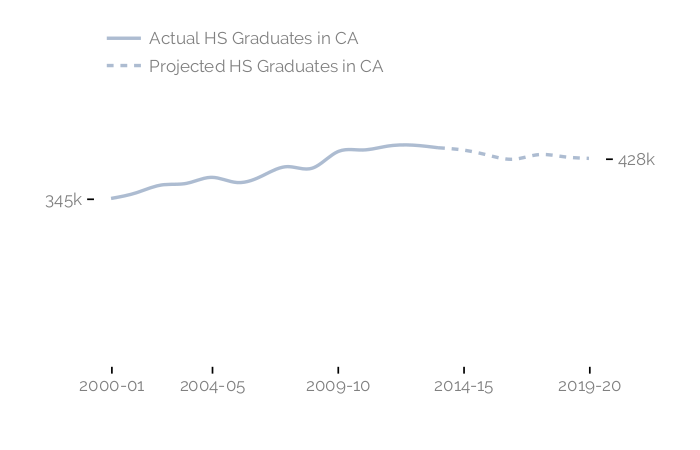 Actual HS Graduates in CA
Projected HS Graduates in CA
428k
345k
2000-01 2004-05 2009-10 2014-15 2019-20